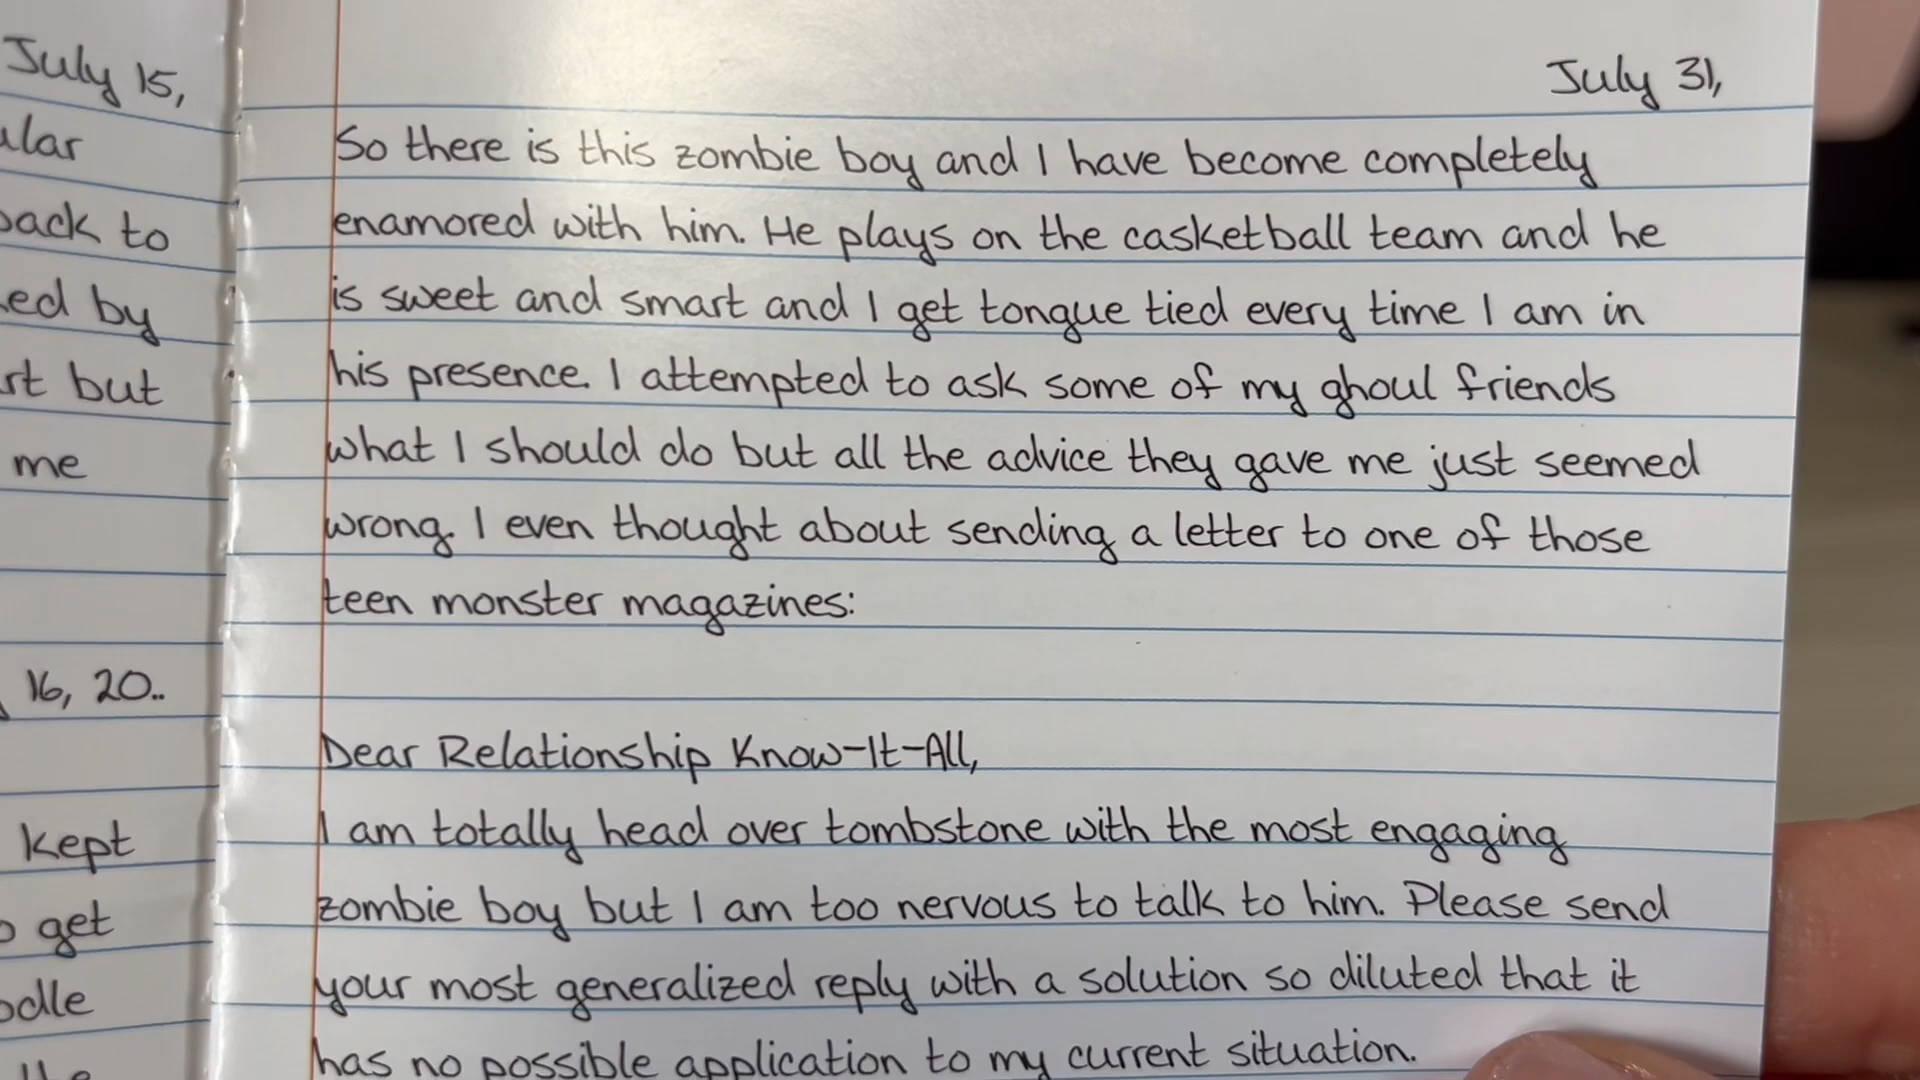 July 15,
back to
ed by
but
me
16, 20..
kept
get
July 31,
So there is this zombie boy and I have become completely
enamored with him. He plays on the casketball team and he
is sweet and smart and I get tongue tied every time I am in
his presence. I attempted to ask some of my ghoul friends
what I should do but all the advice they gave me just seemed
wrong. I even thought about sending a letter to one of those
teen monster magazines:
Dear Relationship Know-It-All,
I am totally head over tombstone with the most engaging
zombie boy but I am too nervous to talk to him. Please send
your most generalized reply with a solution so diluted that it
has no possible application to my current situation.